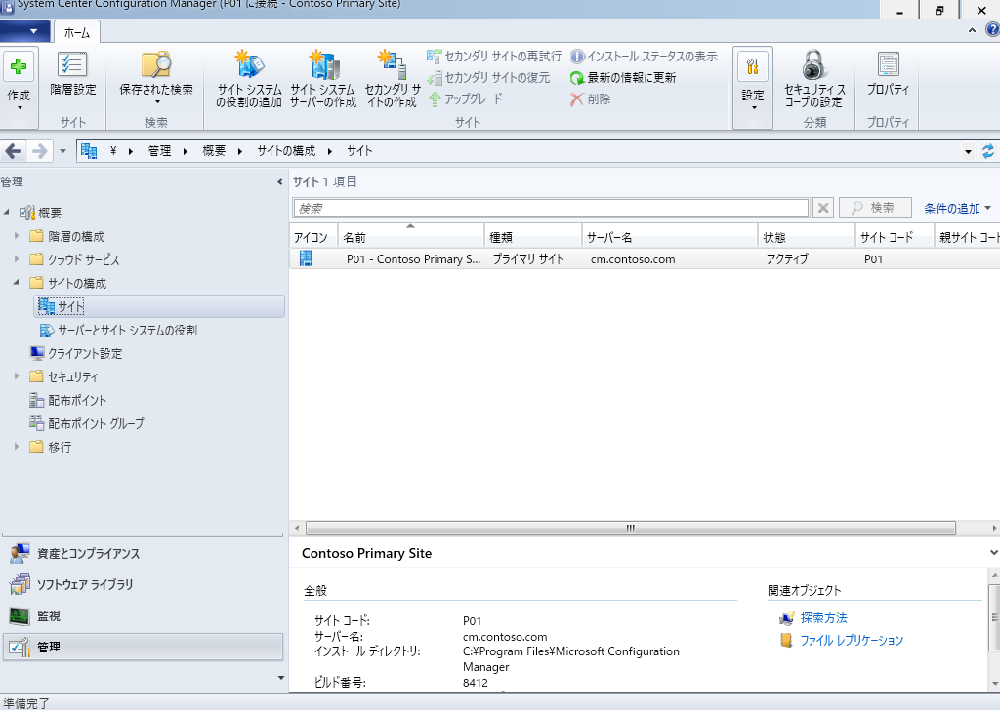 System Center Configuration Manager (P01 に接続 - Contoso Primary Site)
ホーム
作成
階層設定
保存された検索
サイト システム
の役割の追加
サイト システム
サーバーの作成
セカンダリ サ
イトの作成
セカンダリ サイトの再試行
セカンダリ サイトの復元
アップグレード
インストール ステータスの表示
最新の情報に更新
削除
設定
セキュリティ ス
コープの設定
プロパティ
サイト
検索
サイト
分類
プロパティ
¥ 管理 概要 サイトの構成 サイト
管理
概要
階層の構成
クラウド サービス
サイトの構成
サイト
サーバーとサイト システムの役割
クライアント設定
セキュリティ
配布ポイント
配布ポイント グループ
移行
資産とコンプライアンス
ソフトウェア ライブラリ
監視
管理
サイト 1 項目
検索
検索
条件の追加
アイコン 名前 種類 サーバー名 状態 サイト コード 親サイト コード
P01 - Contoso Primary S... プライマリ サイト cm.contoso.com アクティブ P01
Contoso Primary Site
全般
サイト コード: P01
サーバー名: cm.contoso.com
インストール ディレクトリ: C:¥Program Files¥Microsoft Configuration
Manager
ビルド番号: 8412
関連オブジェクト
探索方法
ファイル レプリケーション
準備完了